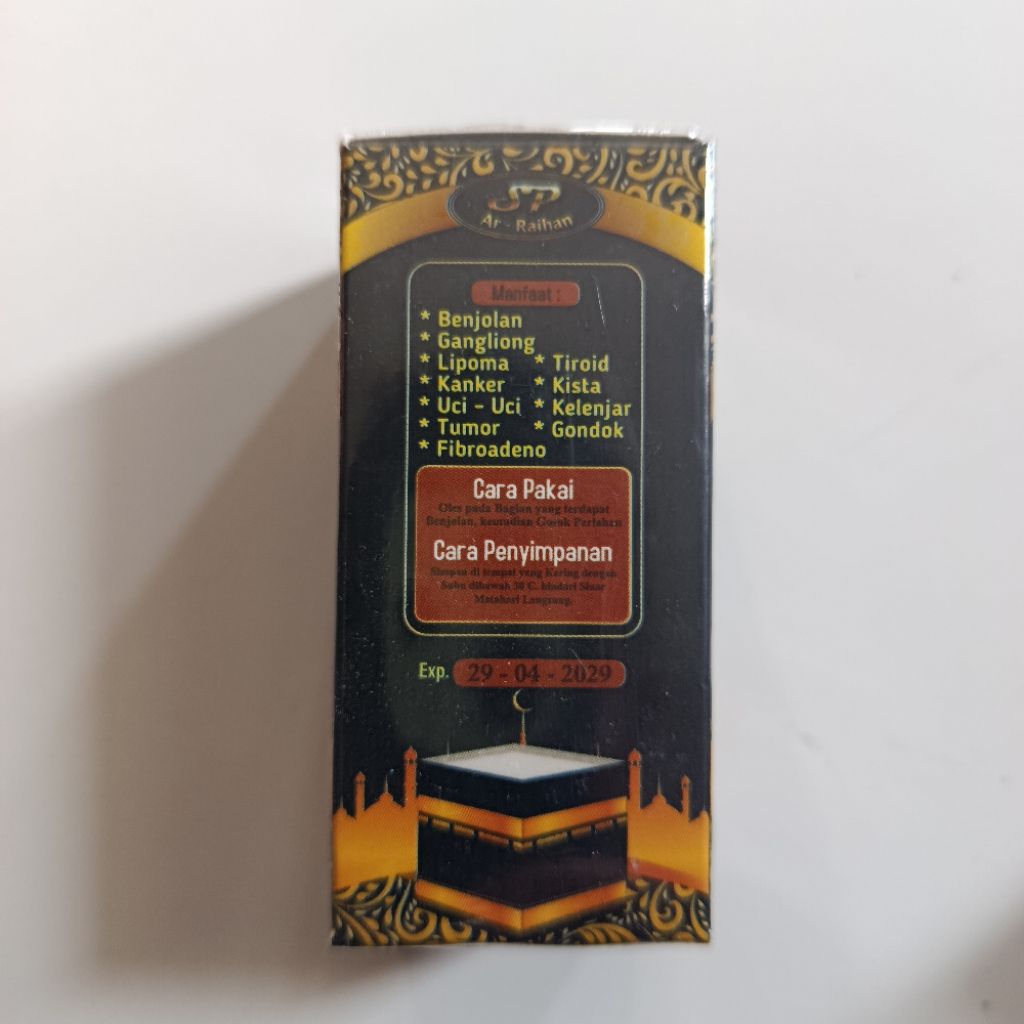 SP
Ar - Raihan
Manfaat :
* Benjolan
* Gangliong
* Lipoma * Tiroid
* Kanker * Kista
* Uci - Uci * Kelenjar
* Tumor * Gondok
* Fibroadeno
Cara Pakai
Oles pada Bagian yang terdapat
Benjolan, keuradian Gosok Perlahan
Cara Penyimpanan
Simpan di tempat yang Kering dengan
Suhu dibawah 30 C. hindari Sinar
Matahari Langsung.
Exp. 29 - 04 - 2029